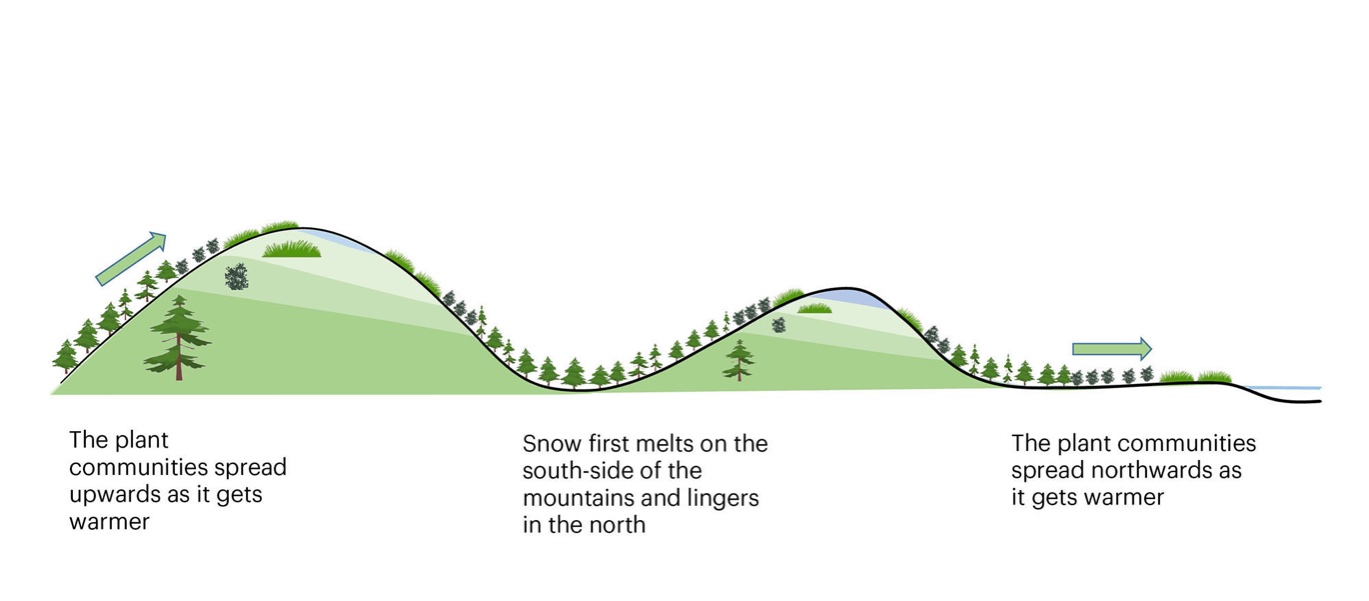 The plant
communities spread
upwards as it gets
warmer
Snow first melts on the
south-side of the
mountains and lingers
in the north
The plant communities
spread northwards as
it gets warmer